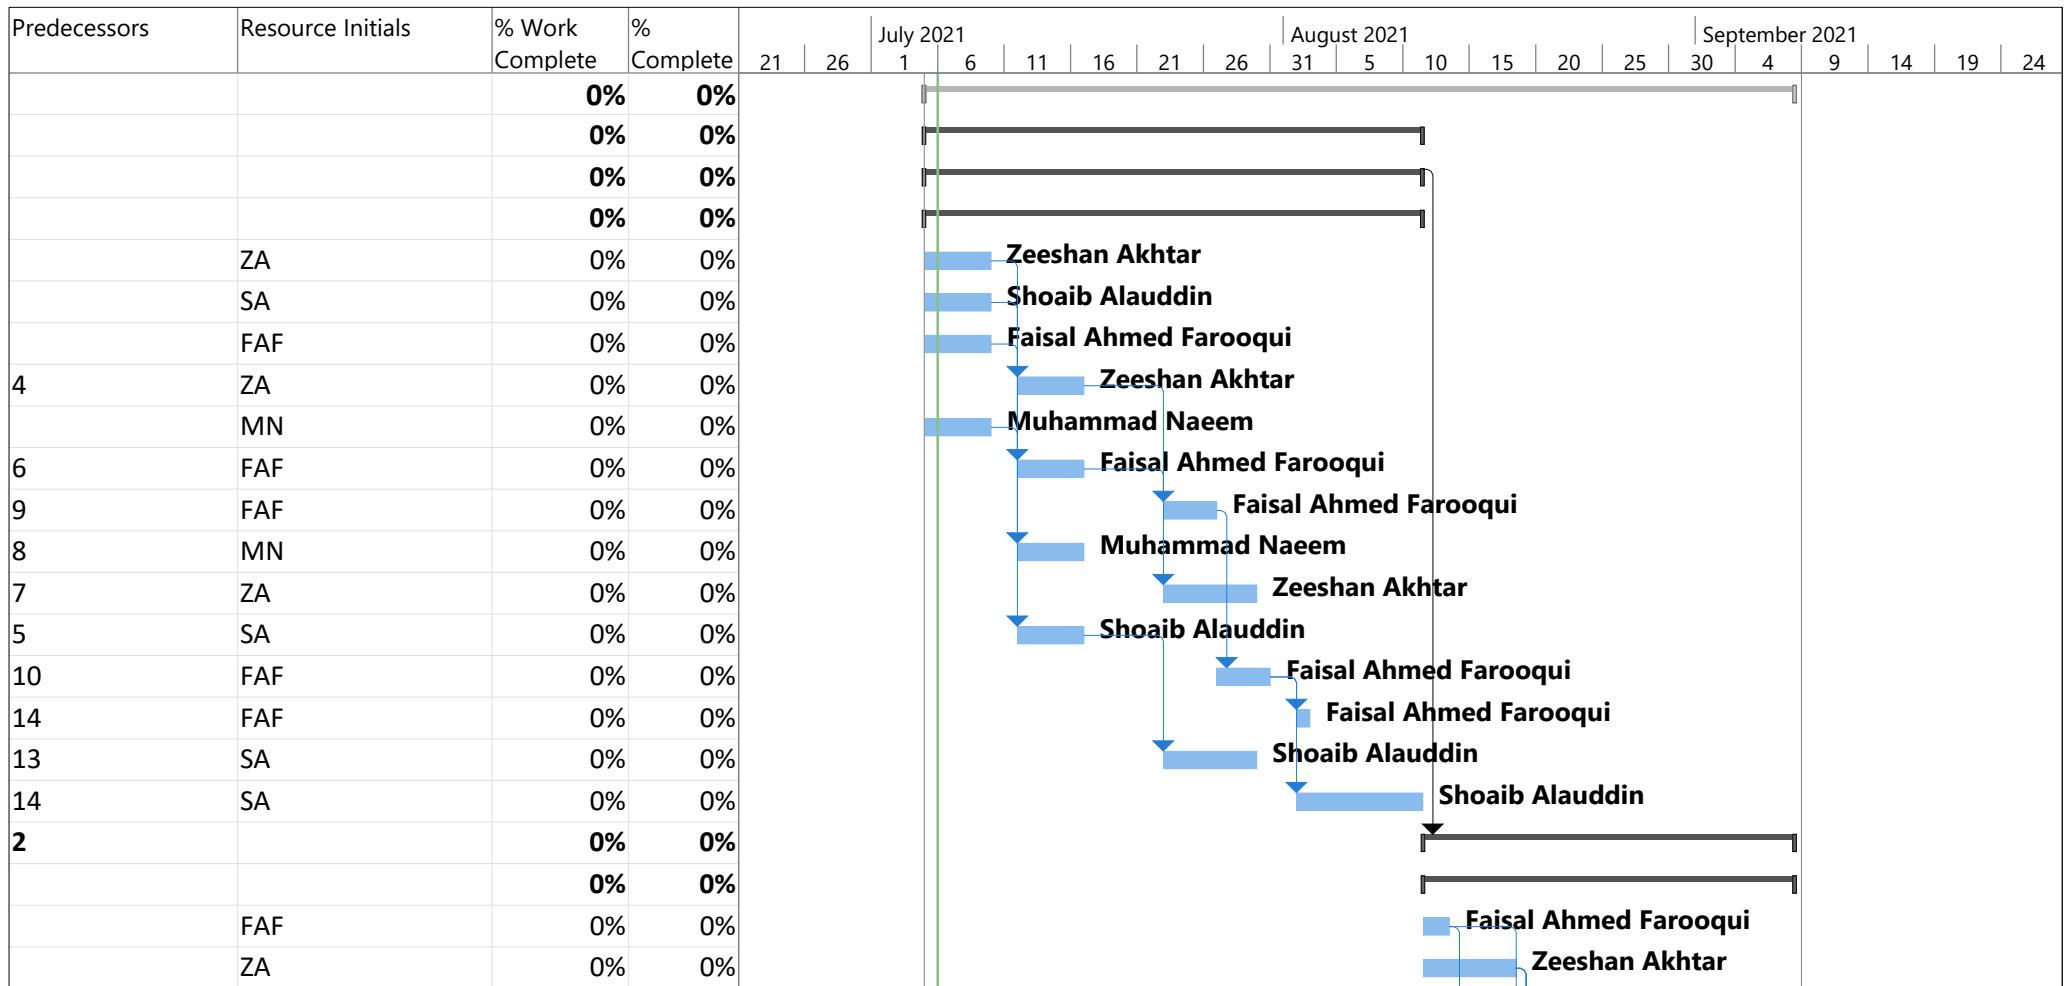 Predecessors Resource Initials % Work Complete % Complete
July 2021 August 2021 September 2021
21 26 1 6 11 16 21 26 31 5 10 15 20 25 30 4 9 14 19 24
0% 0%
0% 0%
0% 0%
0% 0%
ZA 0% 0% Zeeshan Akhtar
SA 0% 0% Shoaib Alauddin
FAF 0% 0% Faisal Ahmed Farooqui
4 ZA 0% 0% Zeeshan Akhtar
MN 0% 0% Muhammad Naeem
6 FAF 0% 0% Faisal Ahmed Farooqui
9 FAF 0% 0% Faisal Ahmed Farooqui
8 MN 0% 0% Muhammad Naeem
7 ZA 0% 0% Zeeshan Akhtar
5 SA 0% 0% Shoaib Alauddin
10 FAF 0% 0% Faisal Ahmed Farooqui
14 FAF 0% 0% Faisal Ahmed Farooqui
13 SA 0% 0% Shoaib Alauddin
14 SA 0% 0% Shoaib Alauddin
2 0% 0%
0% 0%
FAF 0% 0% Faisal Ahmed Farooqui
ZA 0% 0% Zeeshan Akhtar